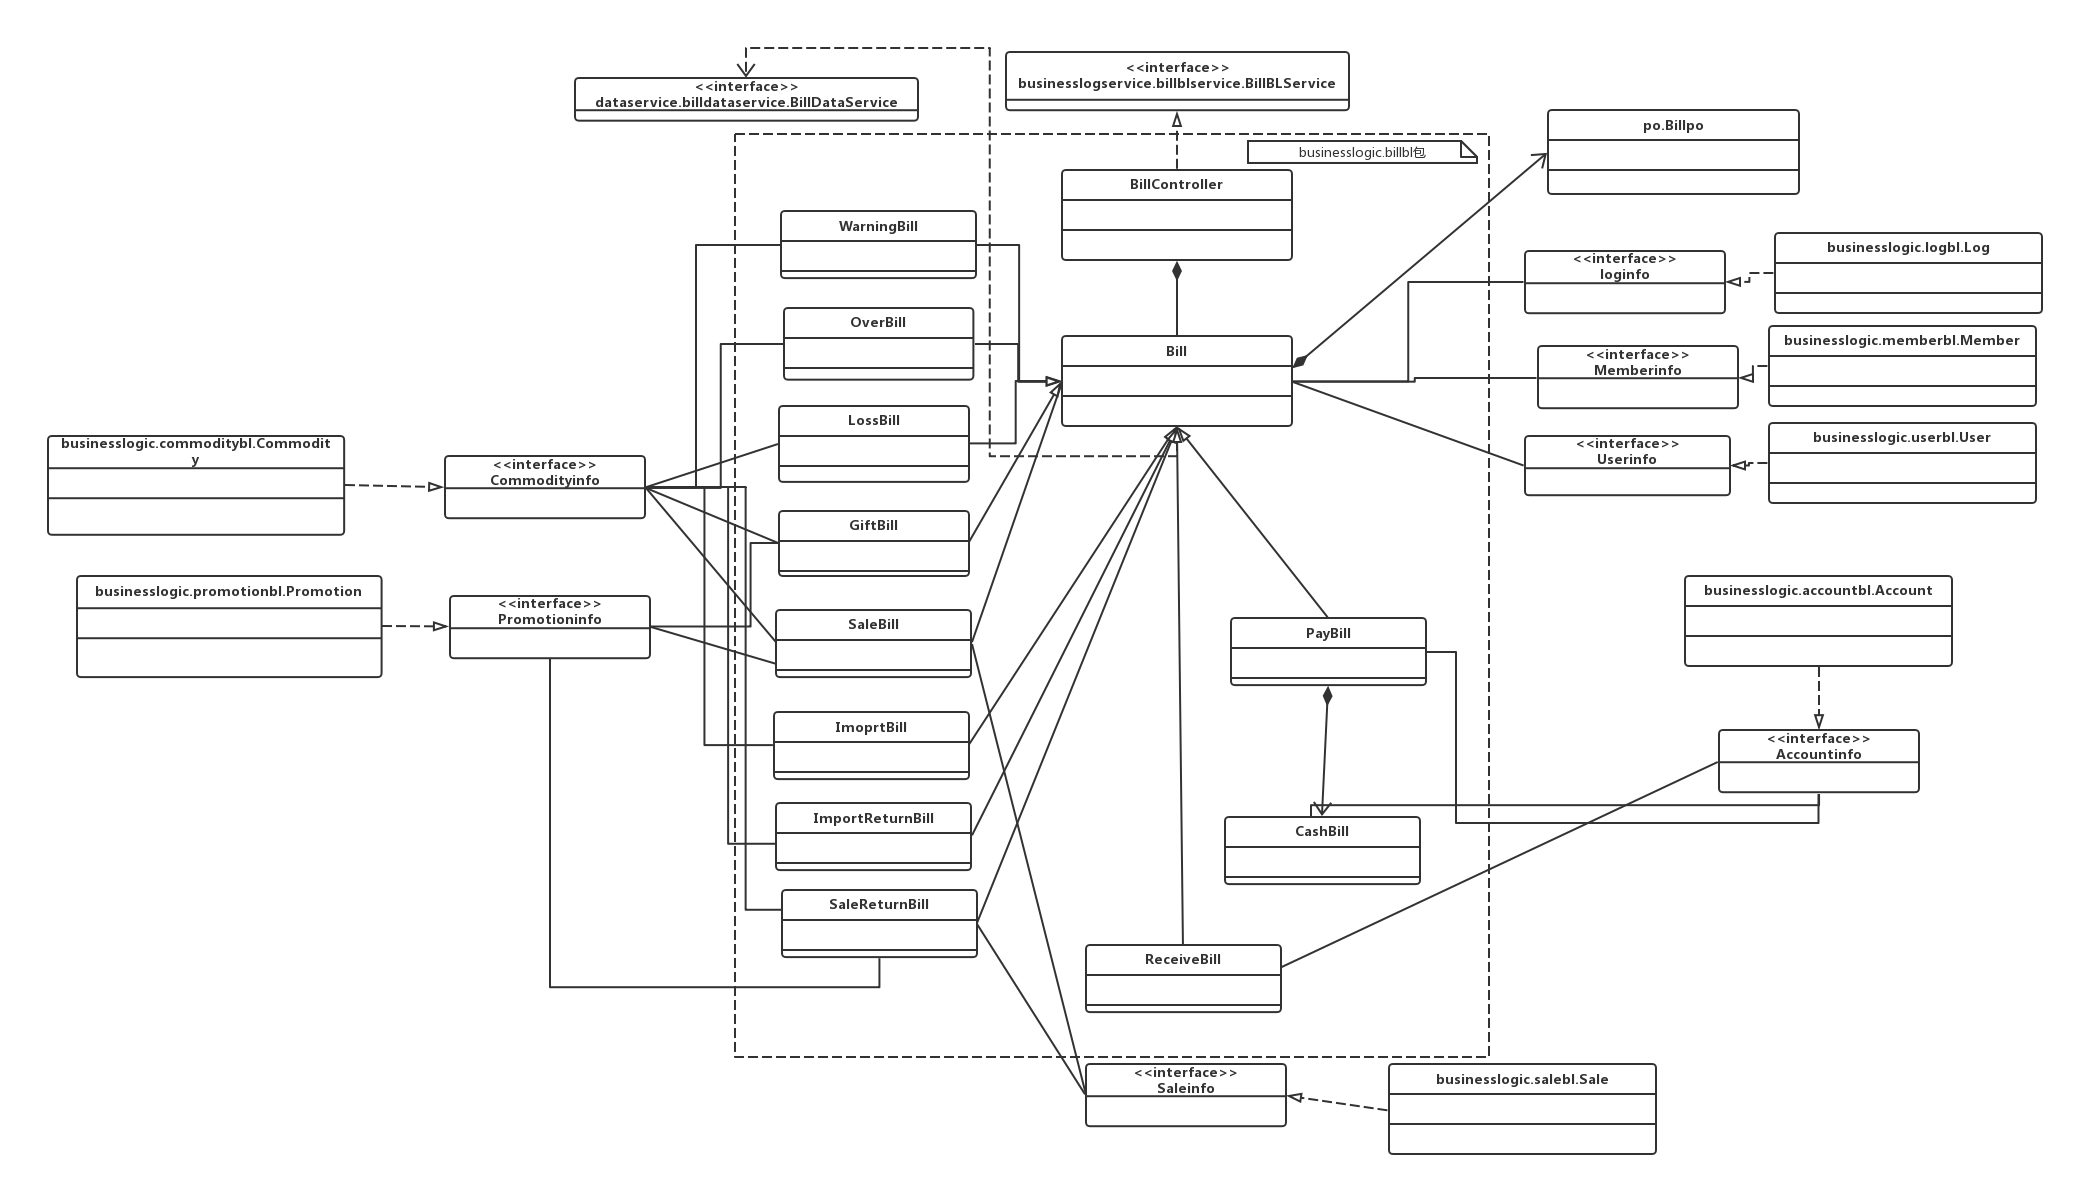 <<interface>>
dataservice.billdataservice.BillDataService
<<interface>>
businesslogservice.billblservice.BillBLService
businesslogic.billbl包
po.Billpo
BillController
WarningBill
<<interface>>
loginfo
businesslogic.logbl.Log
OverBill
Bill
<<interface>>
Memberinfo
businesslogic.memberbl.Member
LossBill
<<interface>>
Userinfo
businesslogic.userbl.User
businesslogic.commoditybl.Commodit
y
<<interface>>
Commodityinfo
GiftBill
businesslogic.promotionbl.Promotion
<<interface>>
Promotioninfo
SaleBill
PayBill
businesslogic.accountbl.Account
ImoprtBill
<<interface>>
Accountinfo
ImportReturnBill
CashBill
SaleReturnBill
ReceiveBill
<<interface>>
Saleinfo
businesslogic.salebl.Sale